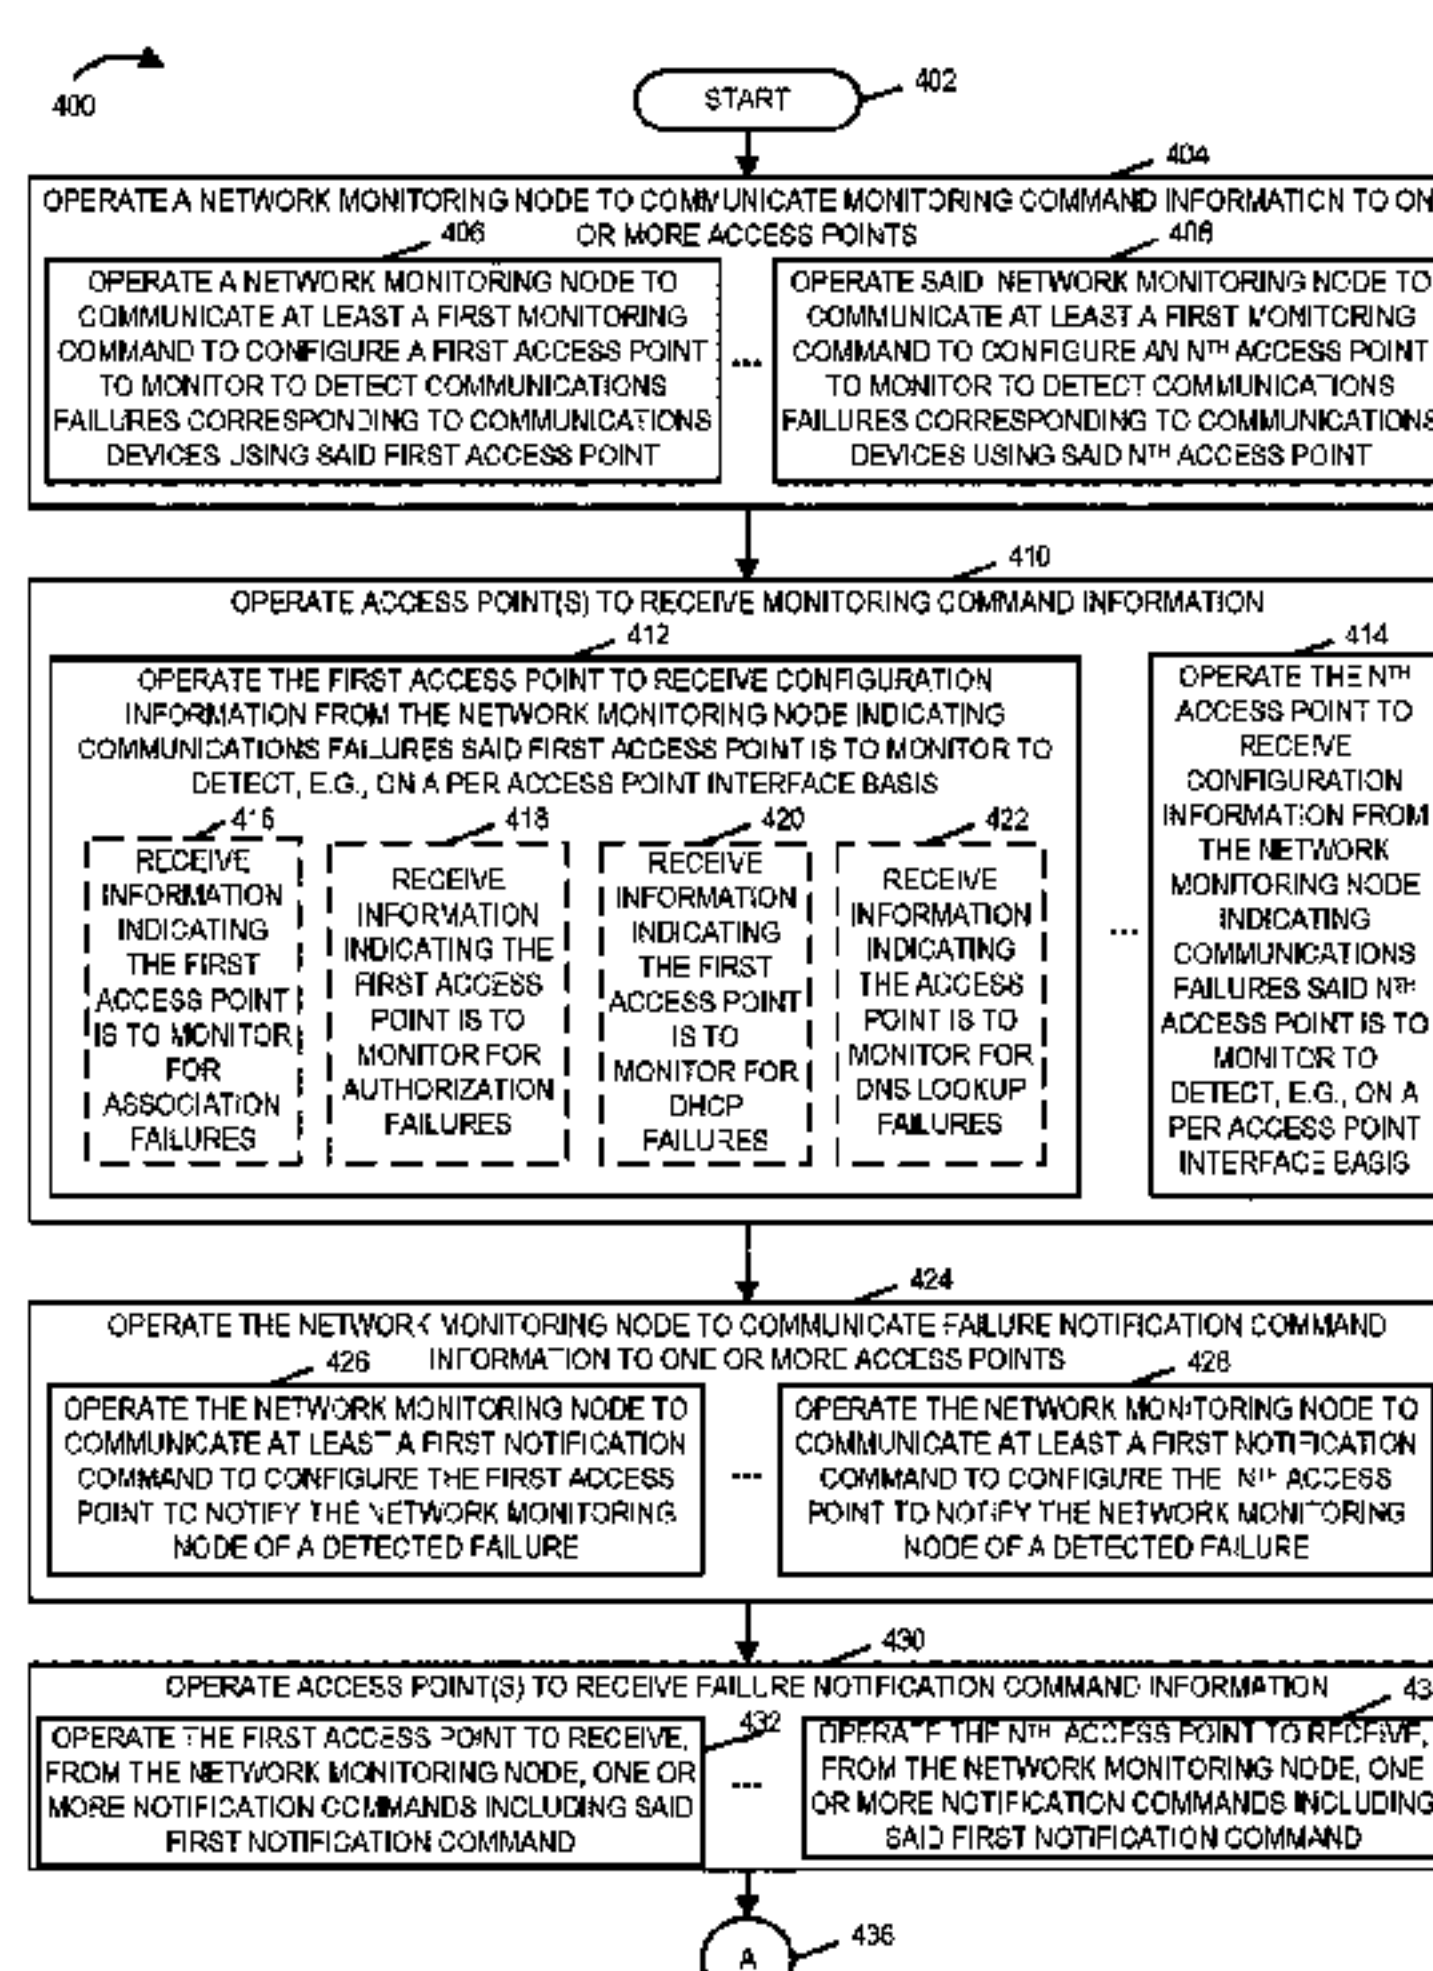 400
START
402
404
OPERATE A NETWORK MONITORING NODE TO COMMUNICATE MONITORING COMMAND INFORMATION TO ON
OR MORE ACCESS POINTS
406
408
OPERATE A NETWORK MONITORING NODE TO
COMMUNICATE AT LEAST A FIRST MONITORING
COMMAND TO CONFIGURE A FIRST ACCESS POINT
TO MONITOR TO DETECT COMMUNICATIONS
FAILURES CORRESPONDING TO COMMUNICATIONS
DEVICES USING SAID FIRST ACCESS POINT
...
OPERATE SAID NETWORK MONITORING NODE TO
COMMUNICATE AT LEAST A FIRST MONITORING
COMMAND TO CONFIGURE AN NTH ACCESS POINT
TO MONITOR TO DETECT COMMUNICATIONS
FAILURES CORRESPONDING TO COMMUNICATIONS
DEVICES USING SAID NTH ACCESS POINT
410
OPERATE ACCESS POINT(S) TO RECEIVE MONITORING COMMAND INFORMATION
412
OPERATE THE FIRST ACCESS POINT TO RECEIVE CONFIGURATION
INFORMATION FROM THE NETWORK MONITORING NODE INDICATING
COMMUNICATIONS FAILURES SAID FIRST ACCESS POINT IS TO MONITOR TO
DETECT, E.G., ON A PER ACCESS POINT INTERFACE BASIS
416
RECEIVE
INFORMATION
INDICATING
THE FIRST
ACCESS POINT
IS TO MONITOR
FOR
ASSOCIATION
FAILURES
418
RECEIVE
INFORMATION
INDICATING THE
FIRST ACCESS
POINT IS TO
MONITOR FOR
AUTHORIZATION
FAILURES
420
RECEIVE
INFORMATION
INDICATING
THE FIRST
ACCESS POINT
IS TO
MONITOR FOR
DHCP
FAILURES
422
RECEIVE
INFORMATION
INDICATING
THE ACCESS
POINT IS TO
MONITOR FOR
DNS LOOKUP
FAILURES
...
414
OPERATE THE NTH
ACCESS POINT TO
RECEIVE
CONFIGURATION
INFORMATION FROM
THE NETWORK
MONITORING NODE
INDICATING
COMMUNICATIONS
FAILURES SAID NTH
ACCESS POINT IS TO
MONITOR TO
DETECT, E.G., ON A
PER ACCESS POINT
INTERFACE BASIS
424
OPERATE THE NETWORK MONITORING NODE TO COMMUNICATE FAILURE NOTIFICATION COMMAND
INFORMATION TO ONE OR MORE ACCESS POINTS
426
428
OPERATE THE NETWORK MONITORING NODE TO
COMMUNICATE AT LEAST A FIRST NOTIFICATION
COMMAND TO CONFIGURE THE FIRST ACCESS
POINT TO NOTIFY THE NETWORK MONITORING
NODE OF A DETECTED FAILURE
...
OPERATE THE NETWORK MONITORING NODE TO
COMMUNICATE AT LEAST A FIRST NOTIFICATION
COMMAND TO CONFIGURE THE NTH ACCESS
POINT TO NOTIFY THE NETWORK MONITORING
NODE OF A DETECTED FAILURE
430
OPERATE ACCESS POINT(S) TO RECEIVE FAILURE NOTIFICATION COMMAND INFORMATION
43
432
OPERATE THE FIRST ACCESS POINT TO RECEIVE,
FROM THE NETWORK MONITORING NODE, ONE OR
MORE NOTIFICATION COMMANDS INCLUDING SAID
FIRST NOTIFICATION COMMAND
...
OPERATE THE NTH ACCESS POINT TO RECEIVE,
FROM THE NETWORK MONITORING NODE, ONE
OR MORE NOTIFICATION COMMANDS INCLUDING
SAID FIRST NOTIFICATION COMMAND
436
A